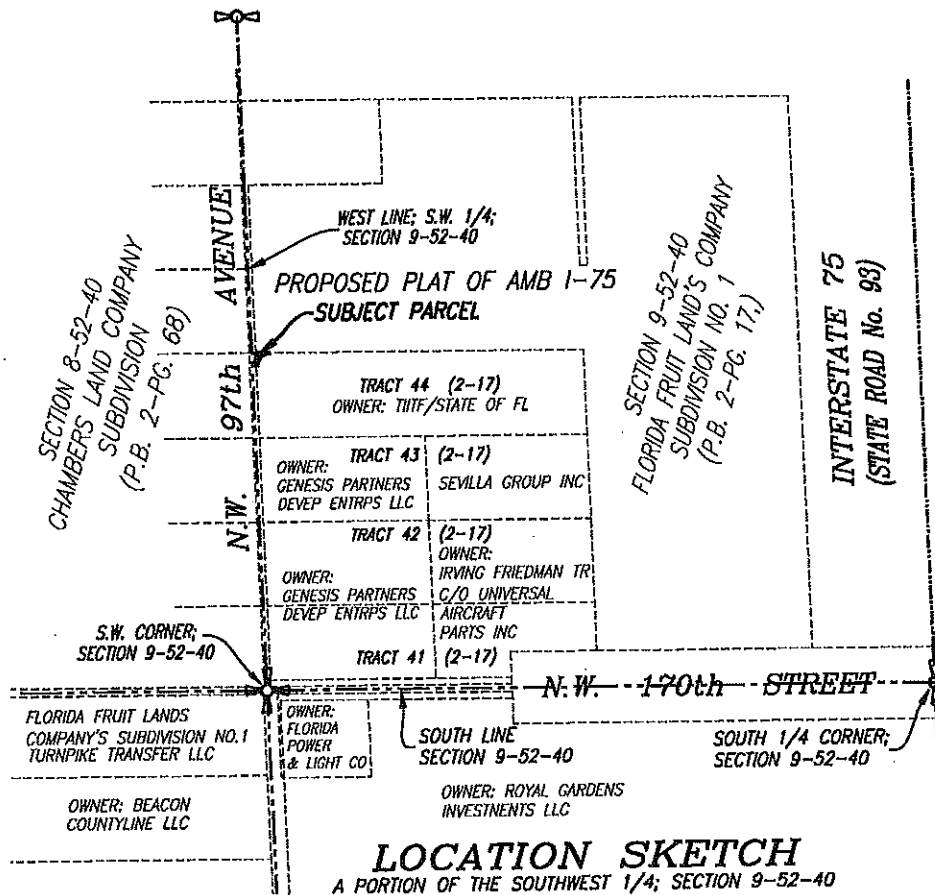 AVENUE
97th
N.W.
WEST LINE; S.W. 1/4;
SECTION 9-52-40
PROPOSED PLAT OF AMB I-75
SUBJECT PARCEL
SECTION 8-52-40
CHAMBERS LAND COMPANY
SUBDIVISION
(P.B. 2-PG. 68)
SECTION 9-52-40
FLORIDA FRUIT LAND'S COMPANY
SUBDIVISION NO. 1
(P.B. 2-PG. 17,)
INTERSTATE 75
(STATE ROAD No. 93)
TRACT 44 (2-17)
OWNER: TIITF/STATE OF FL
TRACT 43 (2-17)
OWNER:
GENESIS PARTNERS
DEVEP ENTRPS LLC
SEVILLA GROUP INC
TRACT 42 (2-17)
OWNER:
GENESIS PARTNERS
DEVEP ENTRPS LLC
OWNER:
IRVING FRIEDMAN TR
C/O UNIVERSAL
AIRCRAFT
PARTS INC
TRACT 41 (2-17)
S.W. CORNER;
SECTION 9-52-40
N.W. 170th STREET
FLORIDA FRUIT LANDS
COMPANY'S SUBDIVISION NO.1
TURNPIKE TRANSFER LLC
OWNER:
FLORIDA
POWER
& LIGHT CO
SOUTH LINE
SECTION 9-52-40
SOUTH 1/4 CORNER;
SECTION 9-52-40
OWNER: BEACON
COUNTYLINE LLC
OWNER: ROYAL GARDENS
INVESTNENTS LLC
LOCATION SKETCH
A PORTION OF THE SOUTHWEST 1/4; SECTION 9-52-40